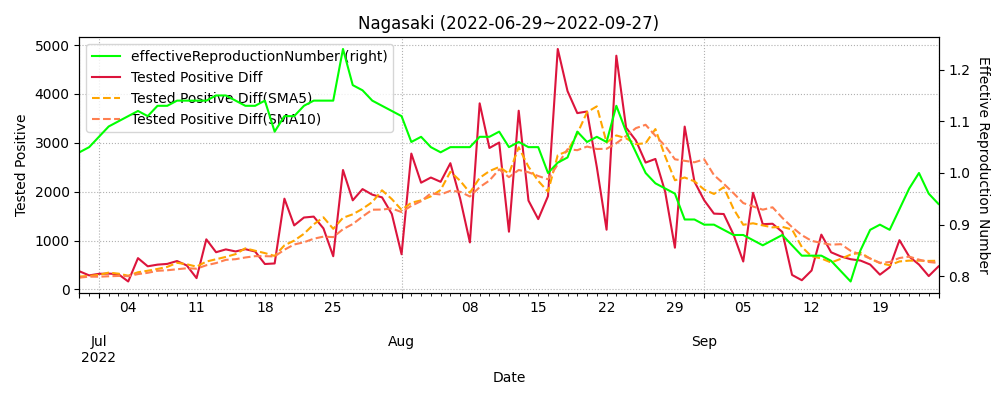 Nagasaki (2022-06-29~2022-09-27)
effectiveReproductionNumber (right)
Tested Positive Diff
Tested Positive Diff(SMA5)
Tested Positive Diff(SMA10)
Tested Positive
5000
4000
3000
2000
1000
0
Effective Reproduction Number
1.2
1.1
1.0
0.9
0.8
04 11 18 25 08 15 22 29 05 12 19
Jul Aug Sep
2022
Date